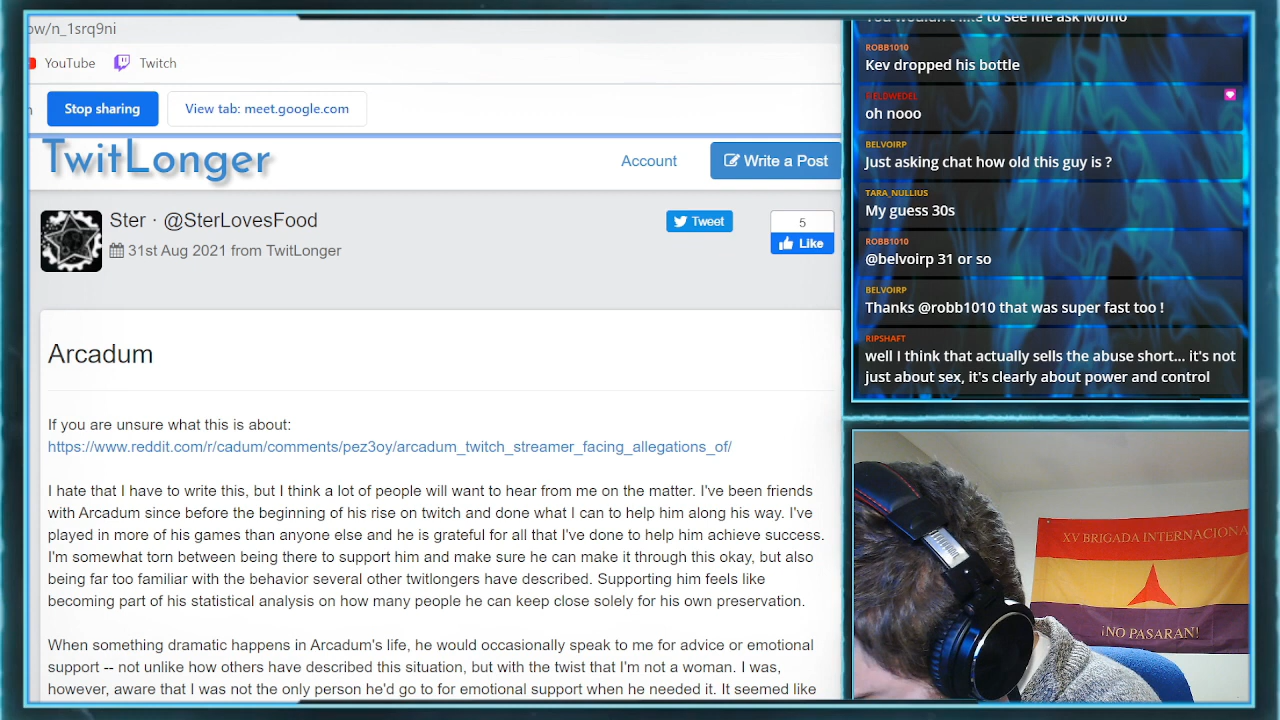 ow/n_1srq9ni
YouTube
Twitch
Stop sharing
View tab: meet.google.com
TwitLonger
Account
Write a Post
Ster · @SterLovesFood
31st Aug 2021 from TwitLonger
Tweet
5
Like
Arcadum
If you are unsure what this is about:
https://www.reddit.com/r/cadum/comments/pez3oy/arcadum_twitch_streamer_facing_allegations_of/
I hate that I have to write this, but I think a lot of people will want to hear from me on the matter. I've been friends
with Arcadum since before the beginning of his rise on twitch and done what I can to help him along his way. I've
played in more of his games than anyone else and he is grateful for all that I've done to help him achieve success.
I'm somewhat torn between being there to support him and make sure he can make it through this okay, but also
being far too familiar with the behavior several other twitlongers have described. Supporting him feels like
becoming part of his statistical analysis on how many people he can keep close solely for his own preservation.
When something dramatic happens in Arcadum's life, he would occasionally speak to me for advice or emotional
support -- not unlike how others have described this situation, but with the twist that I'm not a woman. I was,
however, aware that I was not the only person he'd go to for emotional support when he needed it. It seemed like
You wouldn't like to see me ask Momo
ROBB1010
Kev dropped his bottle
oh nooo
BELVOIRP
Just asking chat how old this guy is ?
TARA_NULLIUS
My guess 30s
ROBB1010
@belvoirp 31 or so
BELVOIRP
Thanks @robb1010 that was super fast too !
RIPSHAFT
well I think that actually sells the abuse short... it's not
just about sex, it's clearly about power and control
XV BRIGADA INTERNACIONA
¡NO PASARAN!